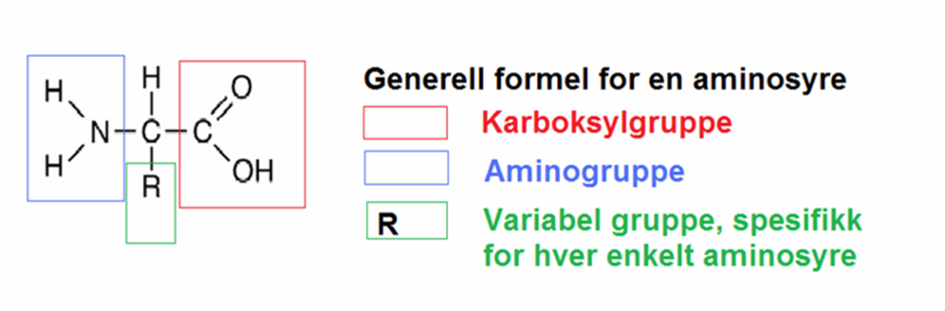 H
H
O
N
C
C
H
R
OH
Generell formel for en aminosyre
Karboksylgruppe
Aminogruppe
R
Variabel gruppe, spesifikk
for hver enkelt aminosyre